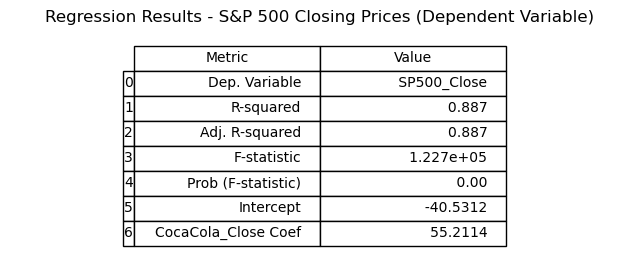 Regression Results - S&P 500 Closing Prices (Dependent Variable)
Metric Value
0 Dep. Variable SP500_Close
1 R-squared 0.887
2 Adj. R-squared 0.887
3 F-statistic 1.227e+05
4 Prob (F-statistic) 0.00
5 Intercept -40.5312
6 CocaCola_Close Coef 55.2114